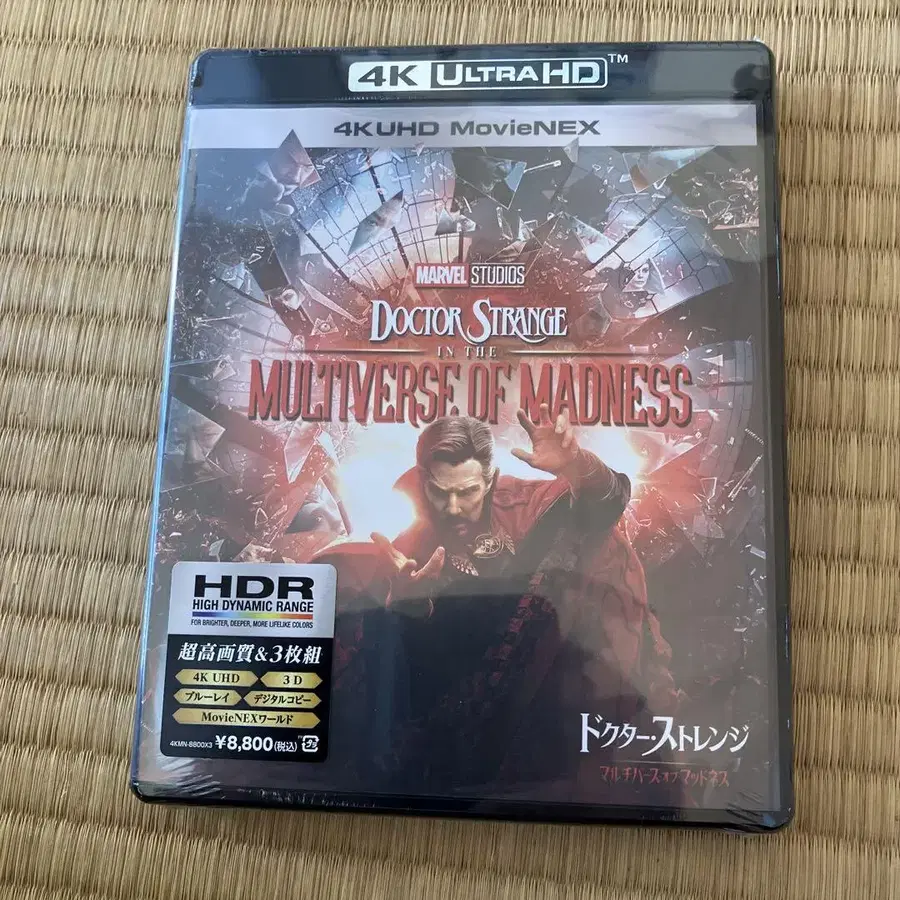 4K ULTRA HD™
4KUHD MovieNEX
MARVEL STUDIOS
DOCTOR STRANGE
IN THE
MULTIVERSE OF MADNESS
HDR
HIGH DYNAMIC RANGE
FOR BRIGHTER, DEEPER, MORE LIFELIKE COLORS
超高画質&3枚組
4K UHD 3D
ブルーレイ デジタルコピー
MovieNEXワールド
4KMN-8800X3 ¥8,800(税込)
ドクター・ストレンジ
マルチバース・オブ・マッドネス